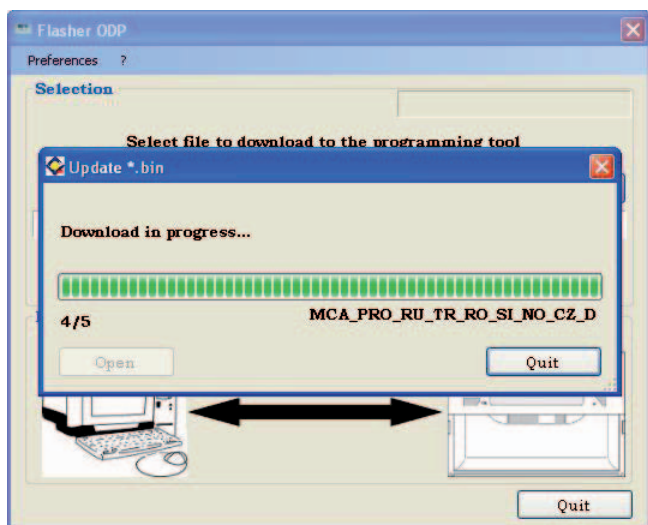 Flasher ODP
Preferences ?
Selection
Select file to download to the programming tool
Update *.bin
Download in progress...
4/5 MCA_PRO_RU_TR_RO_SI_NO_CZ_D
Open Quit
Quit